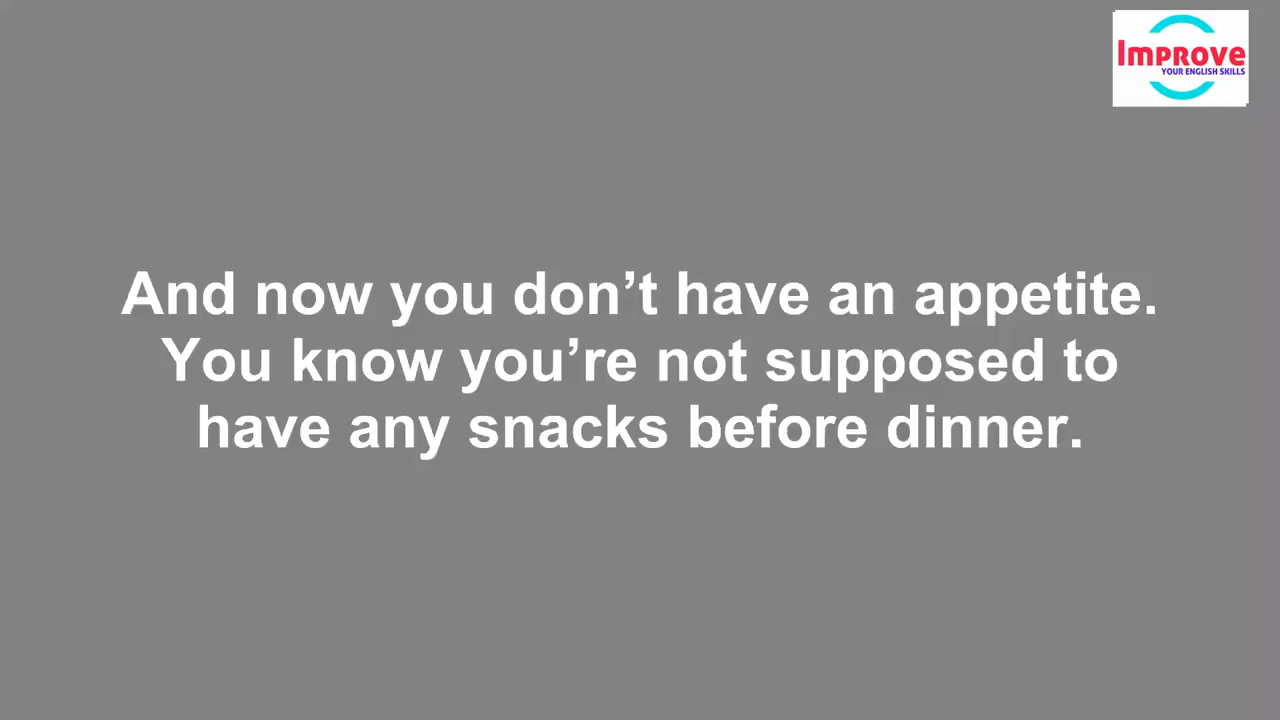 Improve
YOUR ENGLISH SKILLS
And now you don’t have an appetite.
You know you’re not supposed to
have any snacks before dinner.